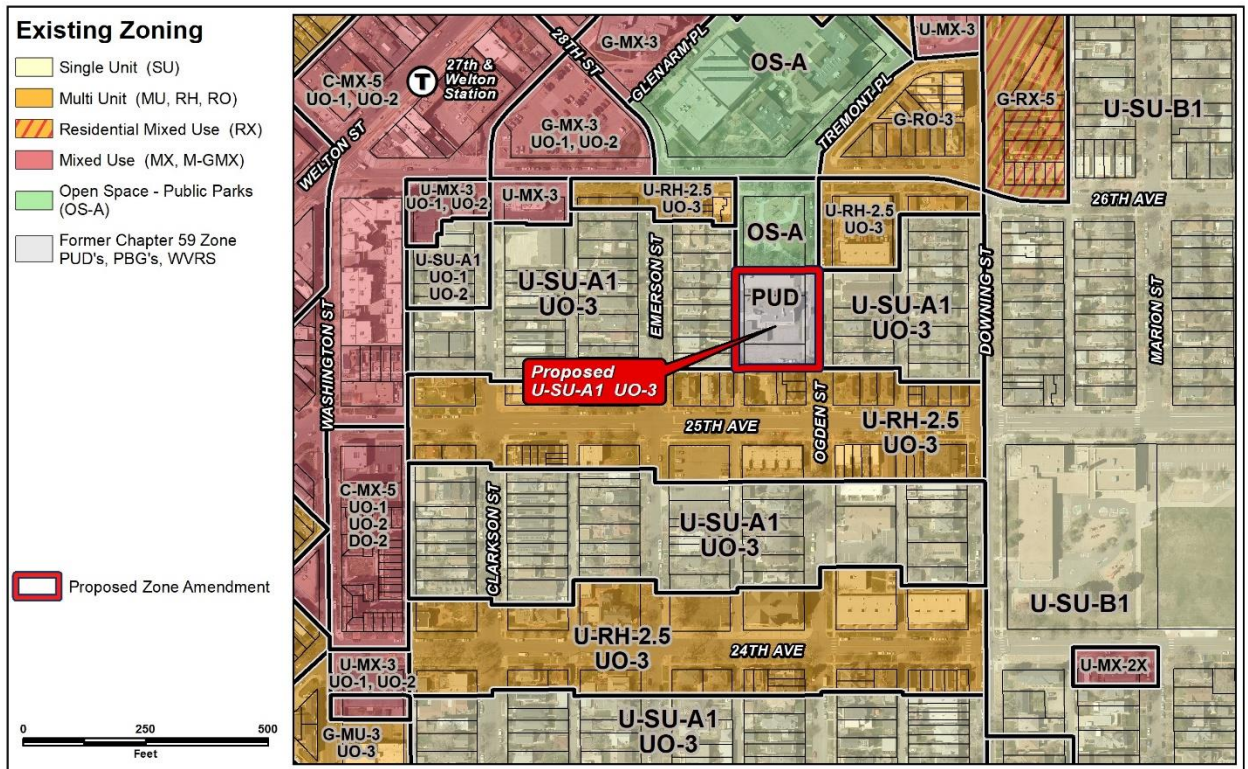 Existing Zoning
Single Unit (SU)
Multi Unit (MU, RH, RO)
Residential Mixed Use (RX)
Mixed Use (MX, M-GMX)
Open Space - Public Parks
(OS-A)
Former Chapter 59 Zone
PUD's, PBG's, WVRS
Proposed Zone Amendment
0 250 500
Feet
C-MX-5
UO-1, UO-2
T
27th &
Welton
Station
28TH ST
G-MX-3
GLENARM PL
OS-A
U-MX-3
TREMONT PL
G-RO-3
G-RX-5
U-SU-B1
WELTON ST
G-MX-3
UO-1, UO-2
26TH AVE
U-MX-3
UO-1, UO-2
U-MX-3
U-RH-2.5
UO-3
OS-A
U-RH-2.5
UO-3
U-SU-A1
UO-1
UO-2
U-SU-A1
UO-3
EMERSON ST
PUD
U-SU-A1
UO-3
DOWNING ST
MARION ST
WASHINGTON ST
Proposed
U-SU-A1 UO-3
25TH AVE
OGDEN ST
U-RH-2.5
UO-3
C-MX-5
UO-1
UO-2
DO-2
CLARKSON ST
U-SU-A1
UO-3
U-SU-B1
U-RH-2.5
UO-3
24TH AVE
U-MX-3
UO-1, UO-2
U-MX-2X
G-MU-3
UO-3
U-SU-A1
UO-3